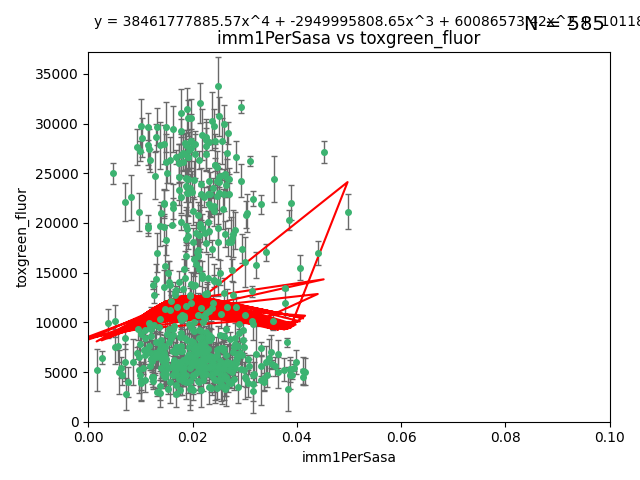 y = 38461777885.57x^4 + -2949995808.65x^3 + 60086573
N = 585
imm1PerSasa vs toxgreen_fluor
35000
30000
25000
20000
15000
10000
5000
0
toxgreen_fluor
0.00 0.02 0.04 0.06 0.08 0.10
imm1PerSasa